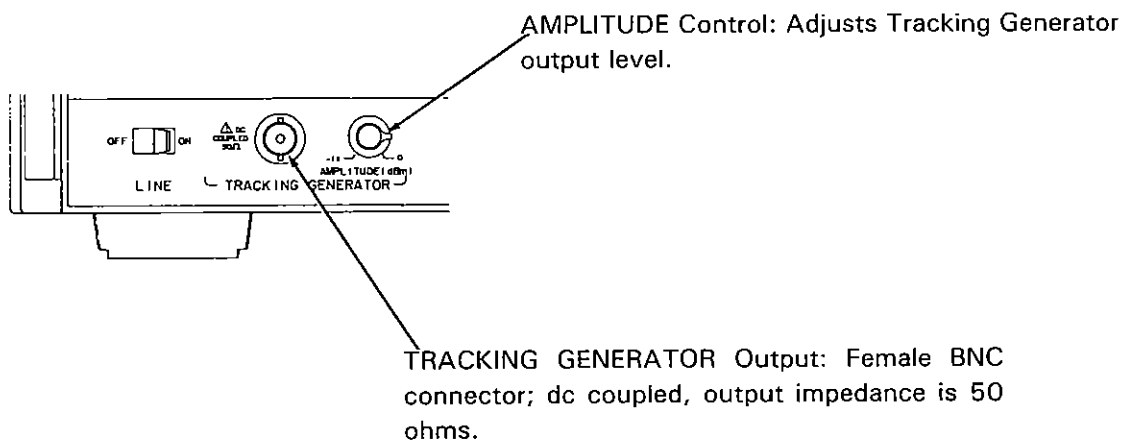 AMPLITUDE Control: Adjusts Tracking Generator
output level.
OFF
ON
⚠ DC
COUPLED
50Ω
-11
0
AMPLITUDE(dBm)
LINE
TRACKING GENERATOR
TRACKING GENERATOR Output: Female BNC
connector; dc coupled, output impedance is 50
ohms.